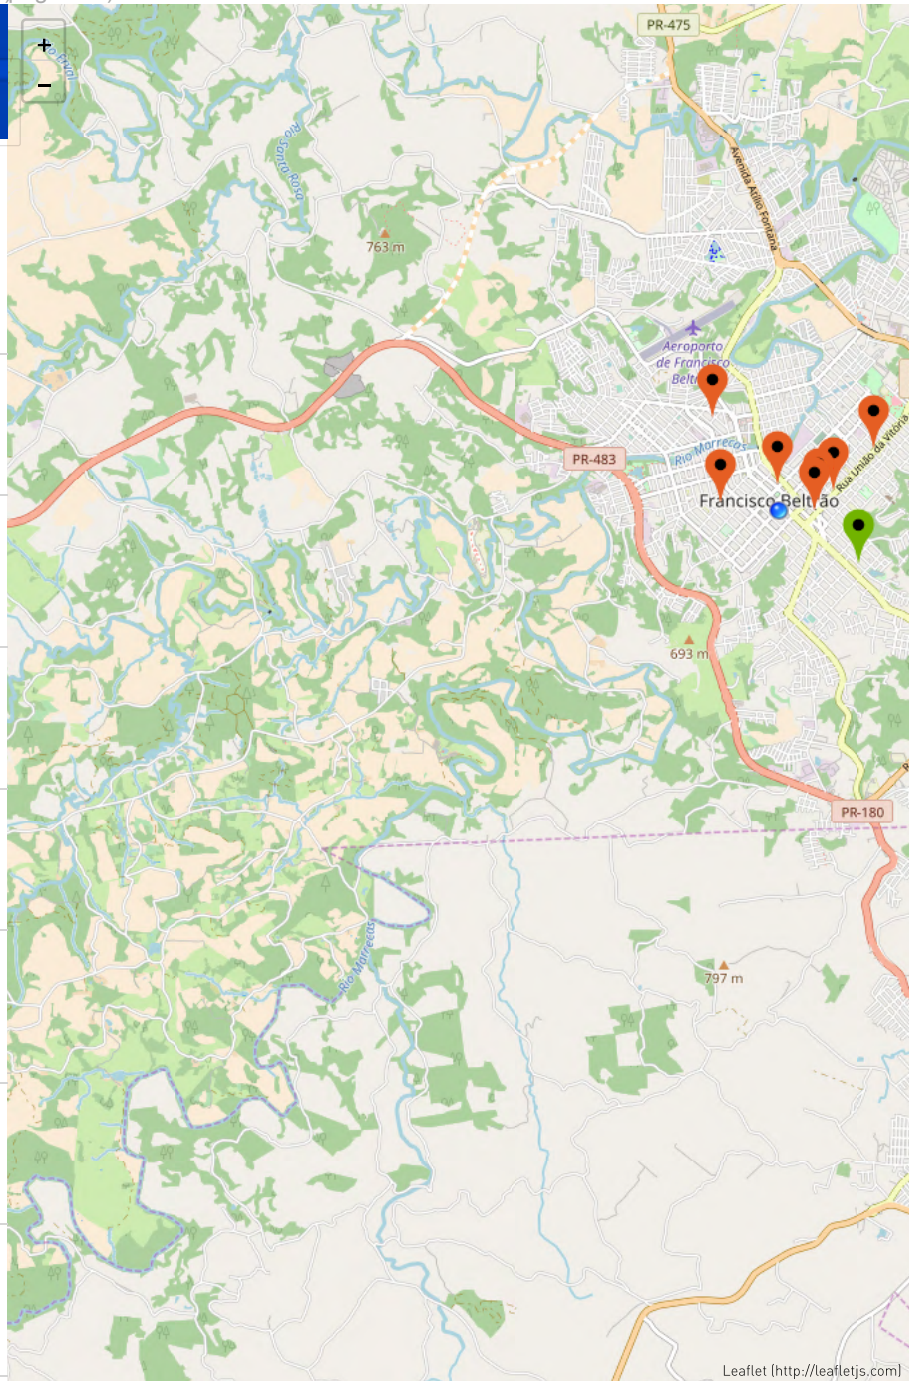 +
−
PR-475
Rio Santa Rosa
Avenida Atílio Fontana
763 m
Aeroporto
de Francisco
Rio Marrecas
Rua União da Vitória
PR-483
Francisco Beltrão
693 m
PR-180
Rio Marrecas
797 m
Leaflet (http://leafletjs.com)